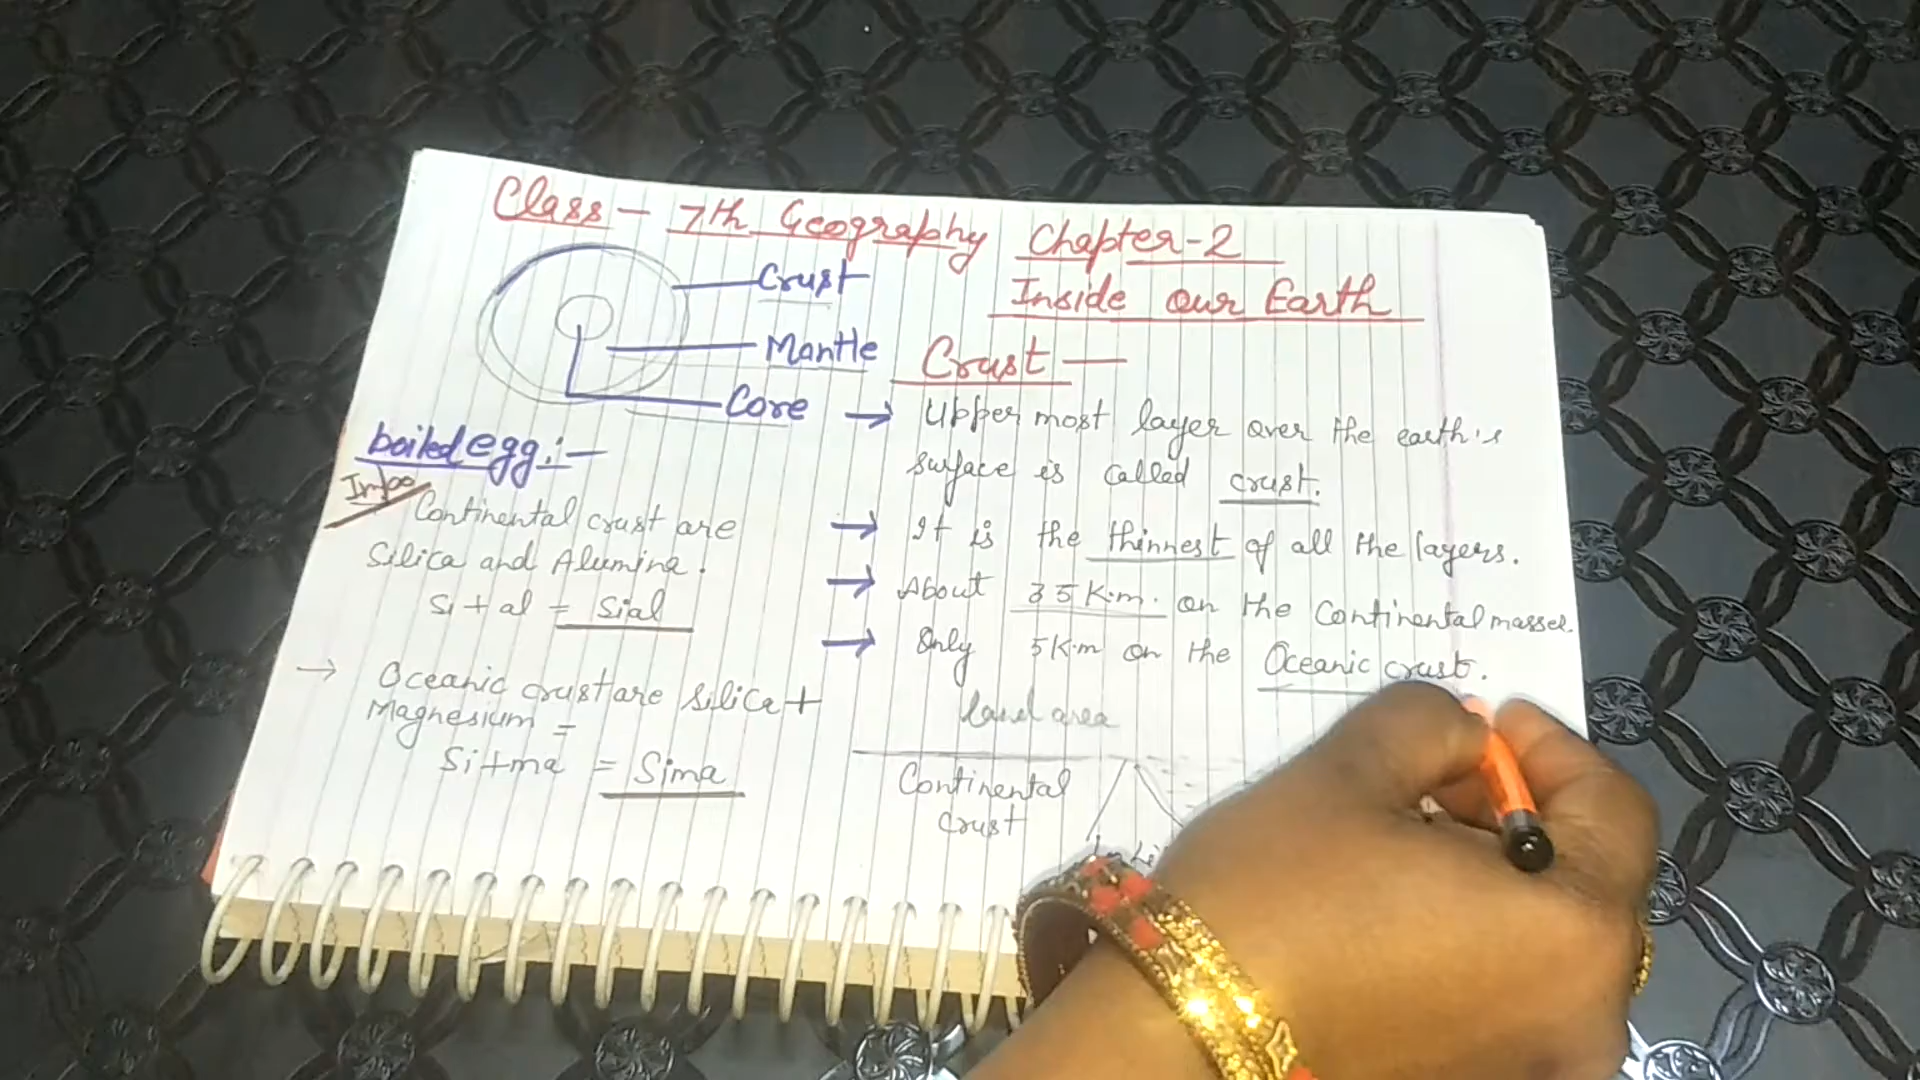 Class - 7th Geography Chapter-2
Inside our Earth
Crust
Mantle
Core
boiled egg:-
Imp
Continental crust are
Silica and Alumina.
Si + al = Sial
→ Oceanic crust are silica +
Magnesium =
Si+ma = Sima
Crust —
→ Upper most layer over the earth's
surface is called crust.
→ It is the thinnest of all the layers.
→ About 35 K.m. on the Continental masses.
→ Only 5 K.m on the Oceanic crust.
land area
Continental
crust